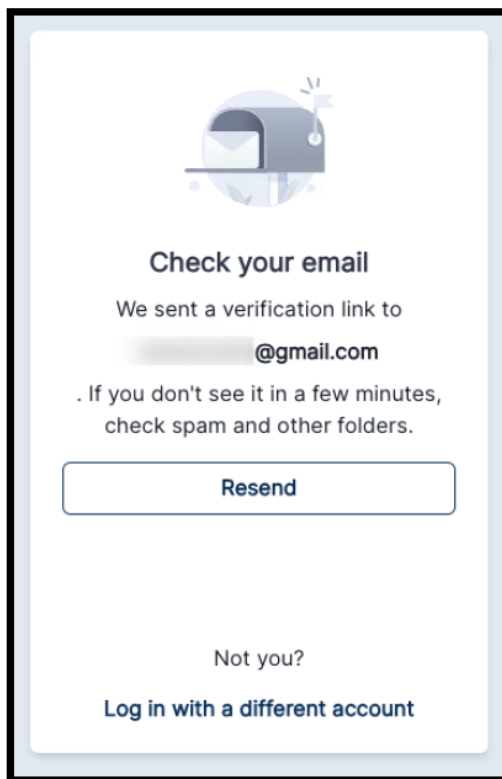 Check your email
We sent a verification link to
@gmail.com
. If you don't see it in a few minutes,
check spam and other folders.
Resend
Not you?
Log in with a different account